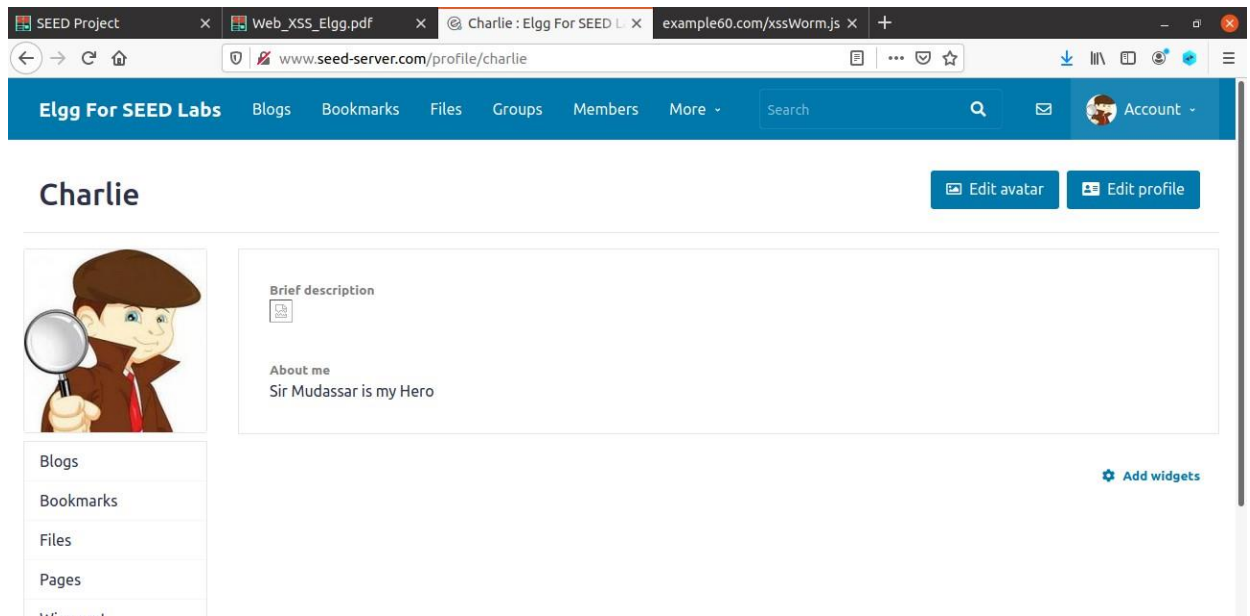 SEED Project
Web_XSS_Elgg.pdf
Charlie : Elgg For SEED L
example60.com/xssWorm.js
www.seed-server.com/profile/charlie
Elgg For SEED Labs Blogs Bookmarks Files Groups Members More Search Account
Charlie
Edit avatar Edit profile
Brief description
About me
Sir Mudassar is my Hero
Blogs
Bookmarks
Files
Pages
Add widgets